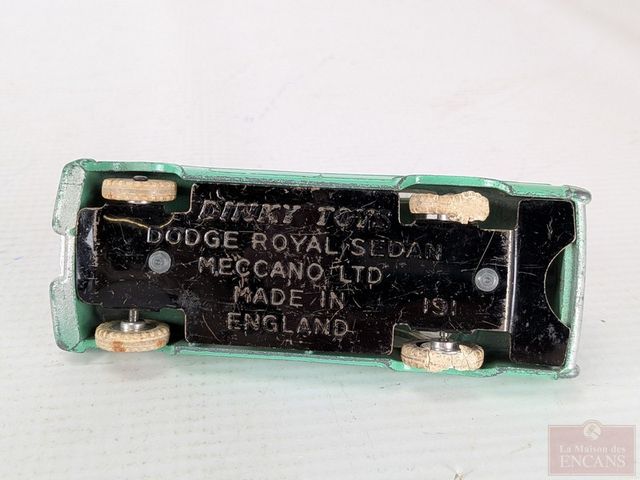 DINKY TOYS
DODGE ROYAL SEDAN
MECCANO LTD
MADE IN
ENGLAND
191
La Maison des
ENCANS